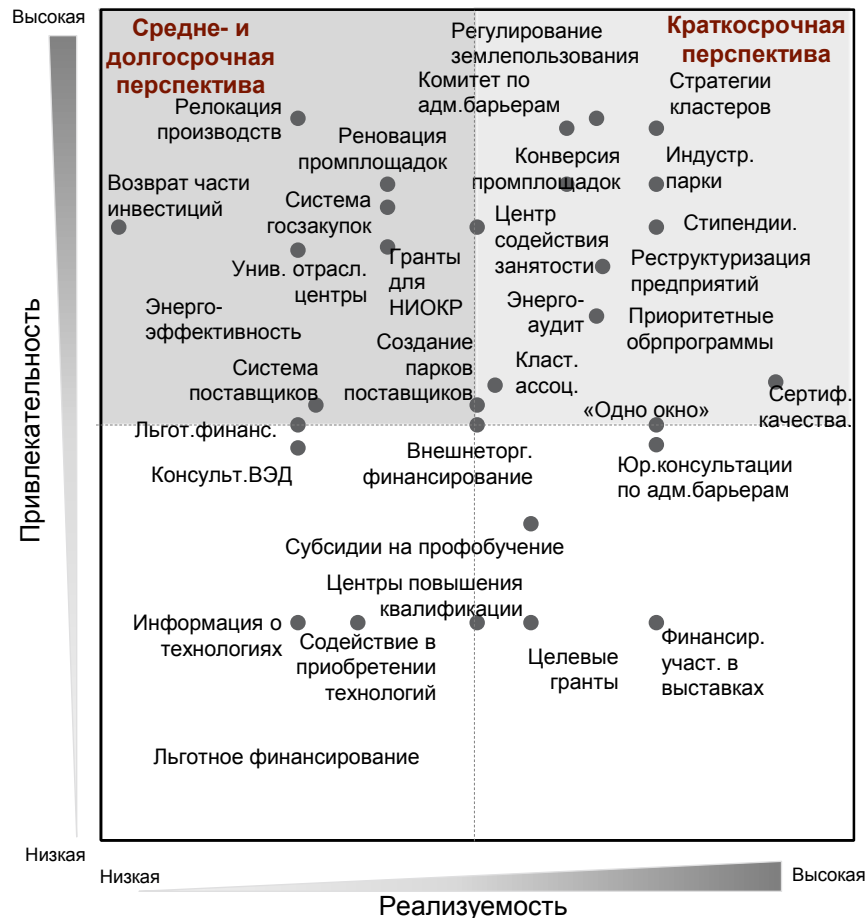 Высокая
Средне- и
долгосрочная
перспектива
Краткосрочная
перспектива
Регулирование
землепользования
Комитет по
адм.барьерам
Стратегии
кластеров
Релокация
производств
Реновация
промплощадок
Конверсия
промплощадок
Индустр.
парки
Возврат части
инвестиций
Система
госзакупок
Центр
содействия
занятости
Стипендии.
Унив. отрасл.
центры
Гранты
для
НИОКР
Реструктуризация
предприятий
Энерго-
эффективность
Энерго-
аудит
Приоритетные
обрпрограммы
Создание
парков
поставщиков
Система
поставщиков
Класт.
ассоц.
Сертиф.
качества.
«Одно окно»
Льгот.финанс.
Консульт.ВЭД
Внешнеторг.
финансирование
Юр.консультации
по адм.барьерам
Субсидии на профобучение
Центры повышения
квалификации
Информация о
технологиях
Содействие в
приобретении
технологий
Целевые
гранты
Финансир.
участ. в
выставках
Льготное финансирование
Привлекательность
Низкая
Низкая
Высокая
Реализуемость